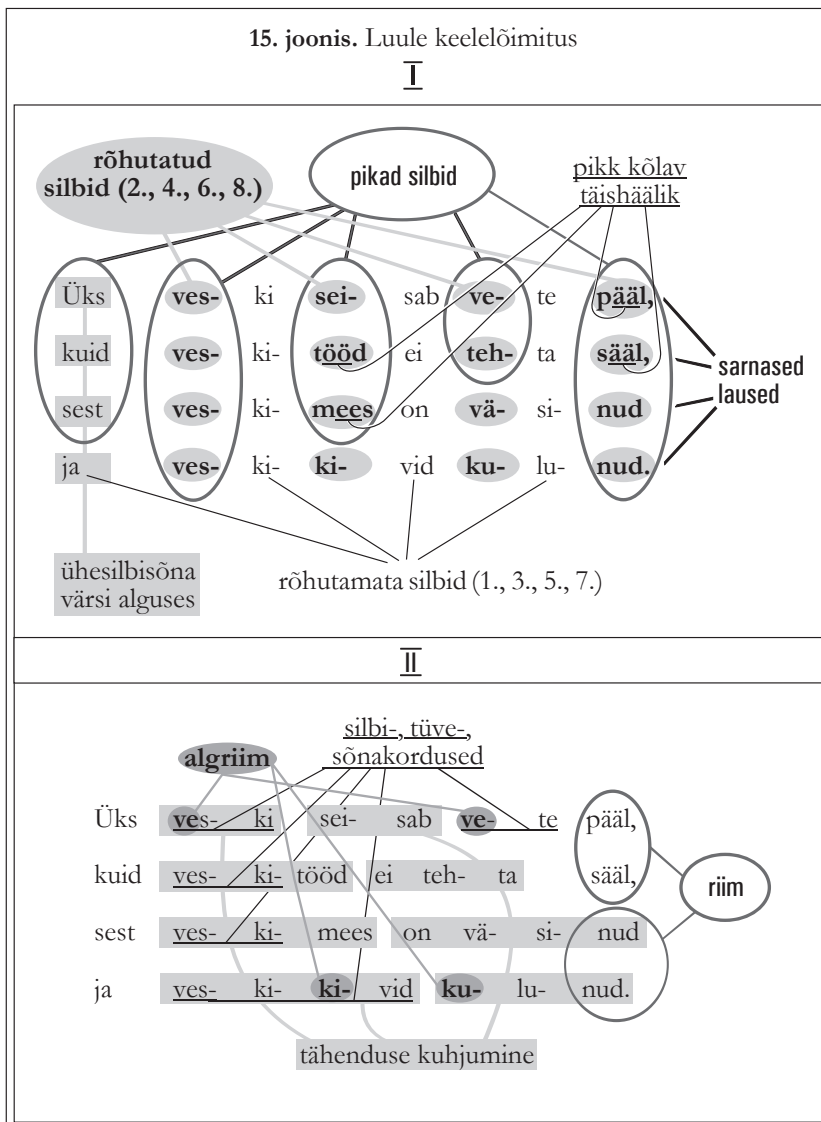 15. joonis. Luule keelelõimitus
I
rõhutatud
silbid (2., 4., 6., 8.)
pikad silbid
pikk kõlav
täishäälik
Üks ves- ki sei- sab ve- te pääl,
kuid ves- ki- tööd ei teh- ta sääl,
sest ves- ki- mees on vä- si- nud
ja ves- ki- ki- vid ku- lu- nud.
sarnased
laused
ühesilbisõna
värsi alguses
rõhutamata silbid (1., 3., 5., 7.)
II
algriim
silbi-, tüve-,
sõnakordused
Üks ves- ki sei- sab ve- te pääl,
kuid ves- ki- tööd ei teh- ta sääl,
sest ves- ki- mees on vä- si- nud
ja ves- ki- ki- vid ku- lu- nud.
riim
tähenduse kuhjumine